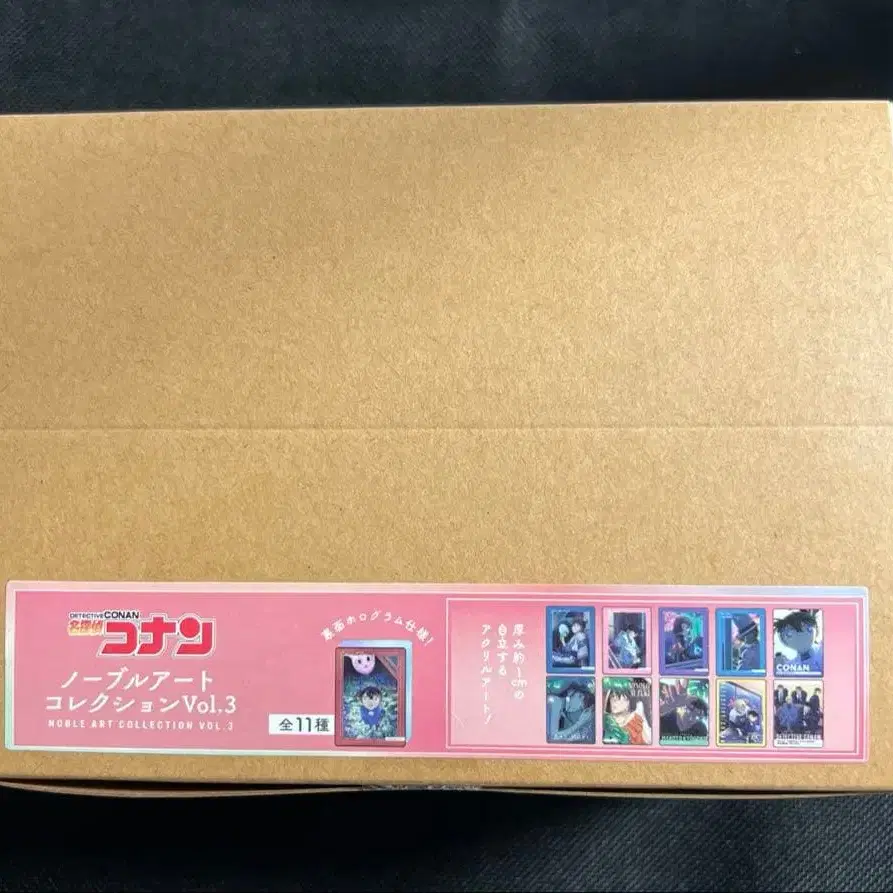 DETECTIVE CONAN
名探偵
コナン
ノーブルアート
コレクションVol.3
NOBLE ART COLLECTION VOL.3
全11種
裏面ホログラム仕様！
厚み約1cmの
自立する
アクリルアート！
CONAN
DETECTIVE CONAN